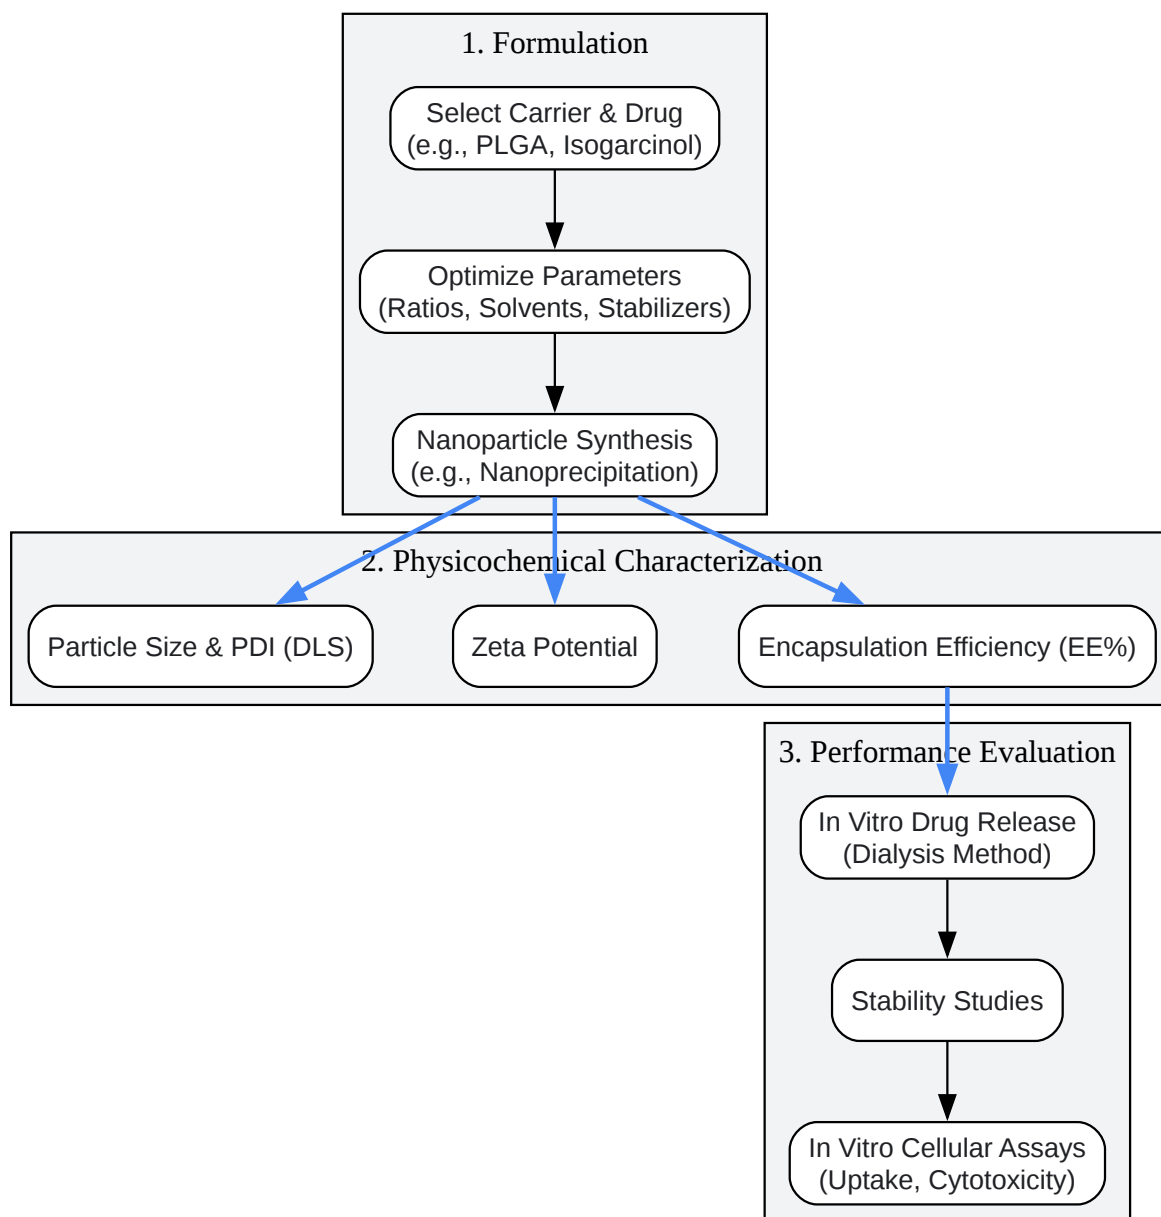 1. Formulation
Select Carrier & Drug
(e.g., PLGA, Isogarcinol)
Optimize Parameters
(Ratios, Solvents, Stabilizers)
Nanoparticle Synthesis
(e.g., Nanoprecipitation)
2. Physicochemical Characterization
Particle Size & PDI (DLS)
Zeta Potential
Encapsulation Efficiency (EE%)
3. Performance Evaluation
In Vitro Drug Release
(Dialysis Method)
Stability Studies
In Vitro Cellular Assays
(Uptake, Cytotoxicity)